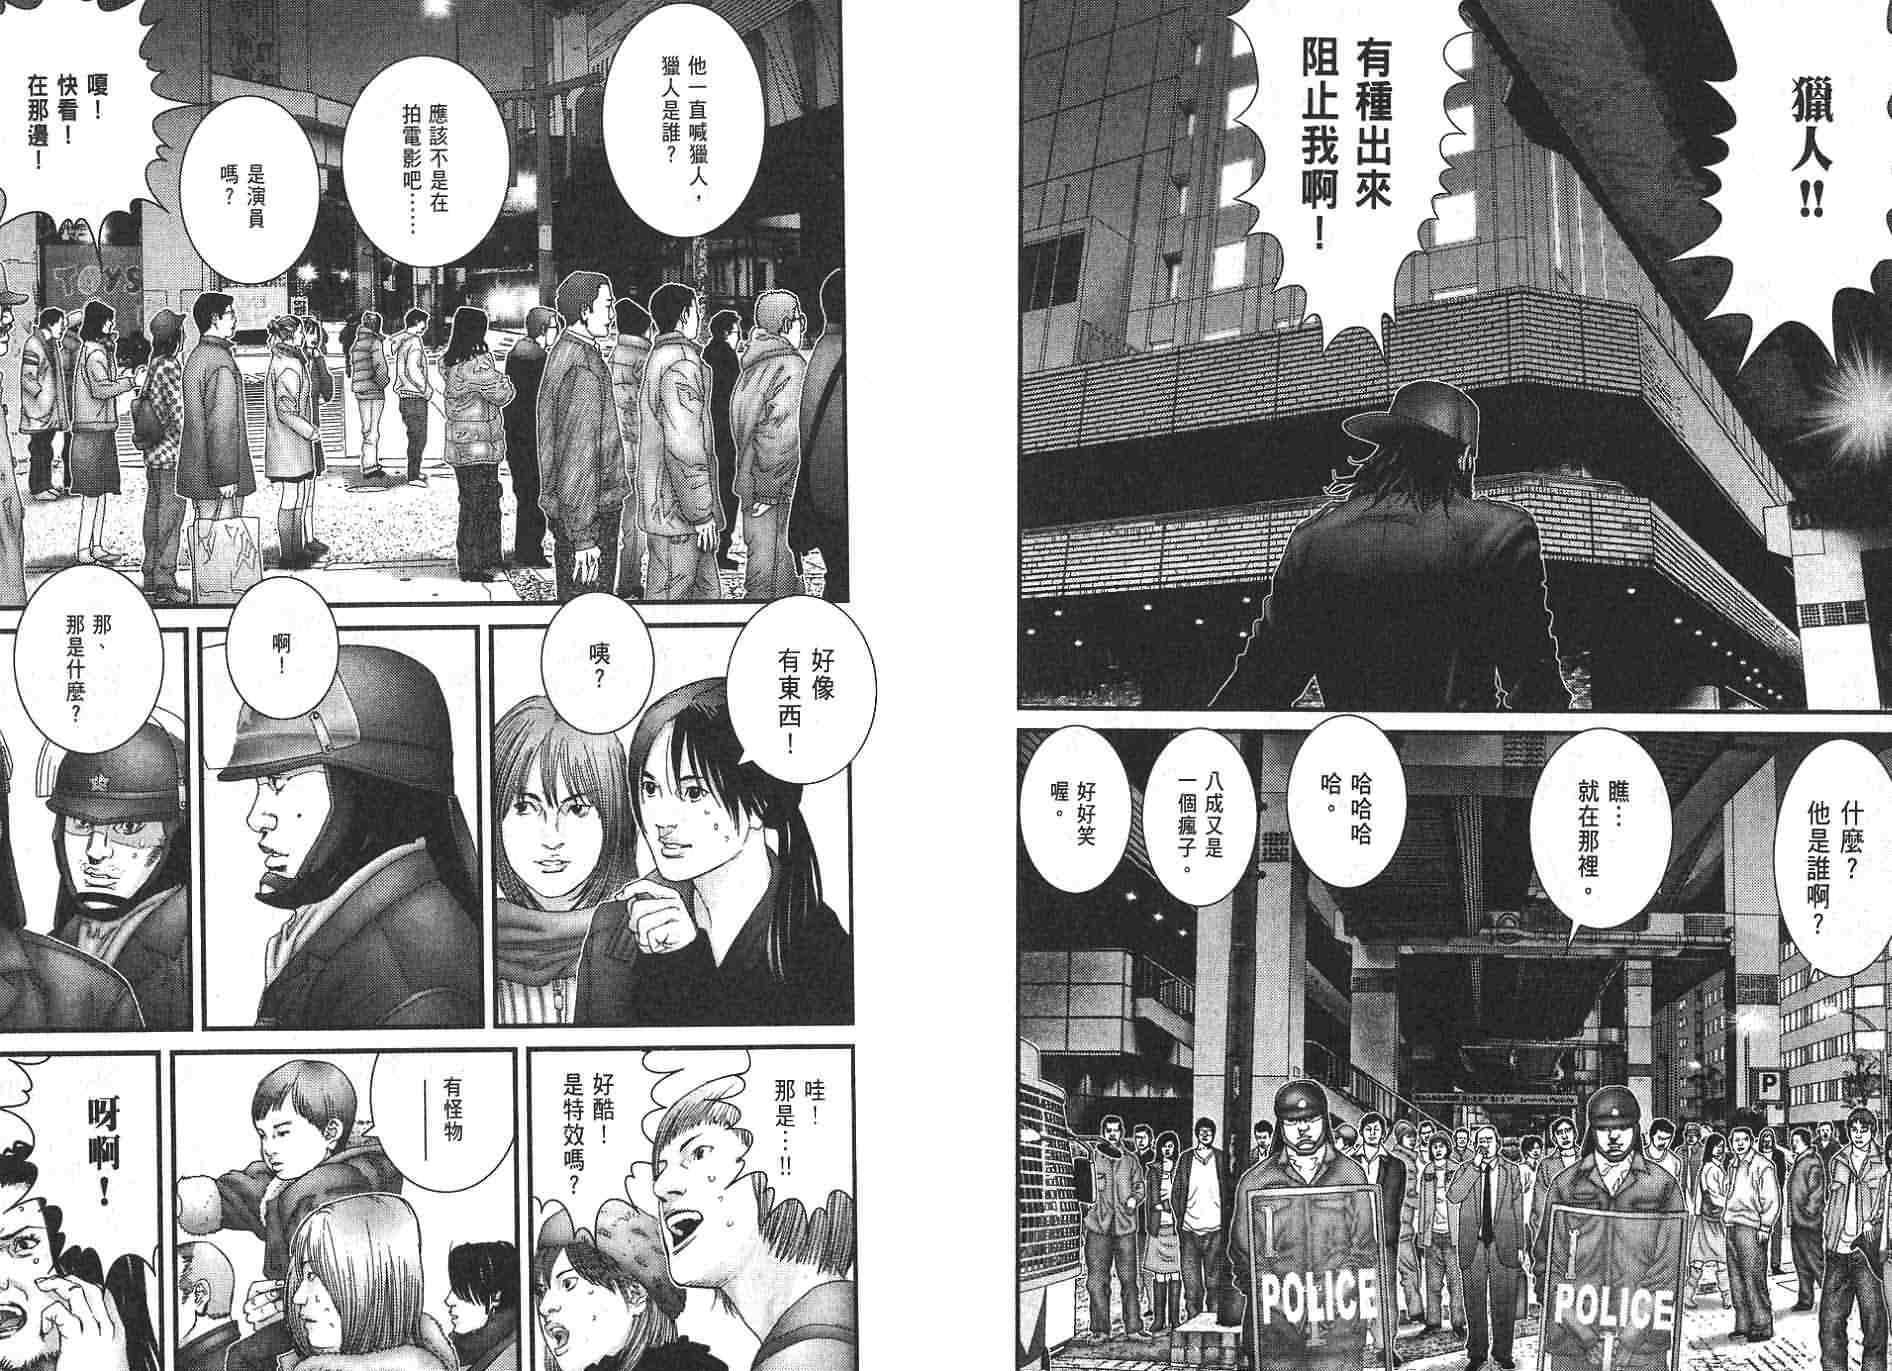 獵人!!
有種出來
阻止我啊！
什麼？
他是誰啊？
瞧…
就在那裡。
哈哈哈
哈。
八成又是
一個瘋子。
好好笑
喔。
P
POLICE
POLICE
他一直喊獵人，
獵人是誰？
應該不是在
拍電影吧……
是演員
嗎？
嗄！
快看！
在那邊！
TOYS
好像
有東西！
咦？
啊！
那、
那是什麼？
哇！
那是…!!
好酷！
是特效嗎？
有怪物
——
呀啊！